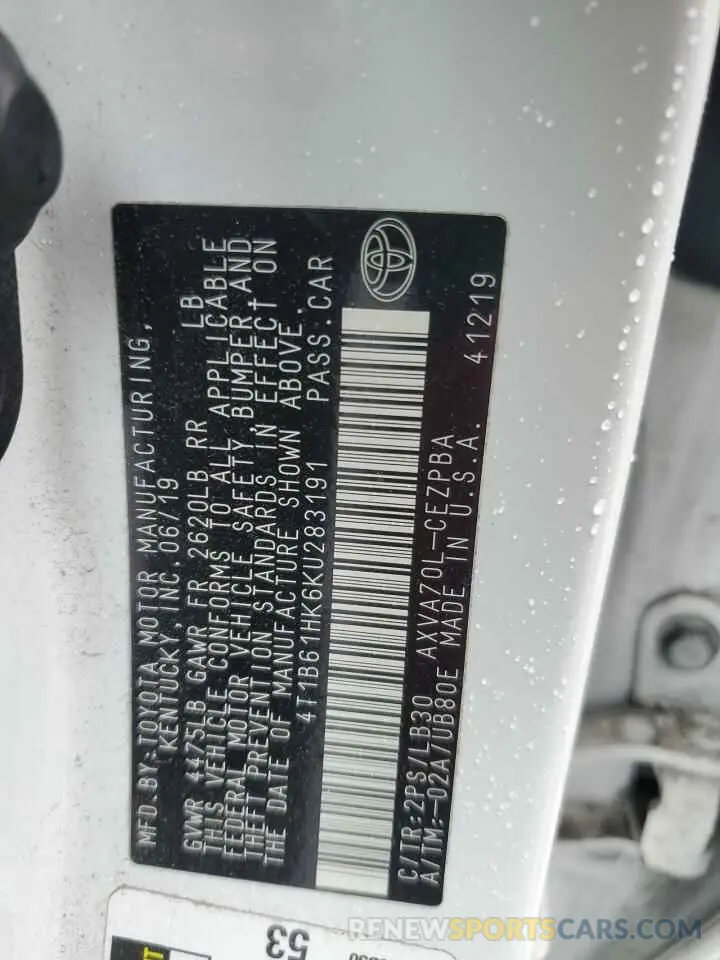 MFD. BY: TOYOTA MOTOR MANUFACTURING,
KENTUCKY, INC. 06/19
GVWR 4475LB GAWR FR 2620LB RR LB
THIS VEHICLE CONFORMS TO ALL APPLICABLE
FEDERAL MOTOR VEHICLE SAFETY, BUMPER, AND
THEFT PREVENTION STANDARDS IN EFFECT ON
THE DATE OF MANUFACTURE SHOWN ABOVE.
4T1B61HK6KU283191 PASS.CAR
C/TR:2PS/LB30 AXVA70L-CEZPBA
A/TM:-02A/UB80E MADE IN U.S.A. 41219
53
RENEWSPORTSCARS.COM